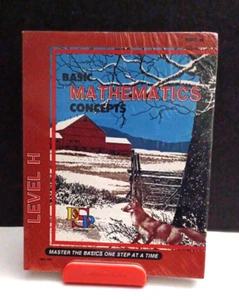 BASIC
MATHEMATICS
CONCEPTS
LEVEL H
MASTER THE BASICS ONE STEP AT A TIME